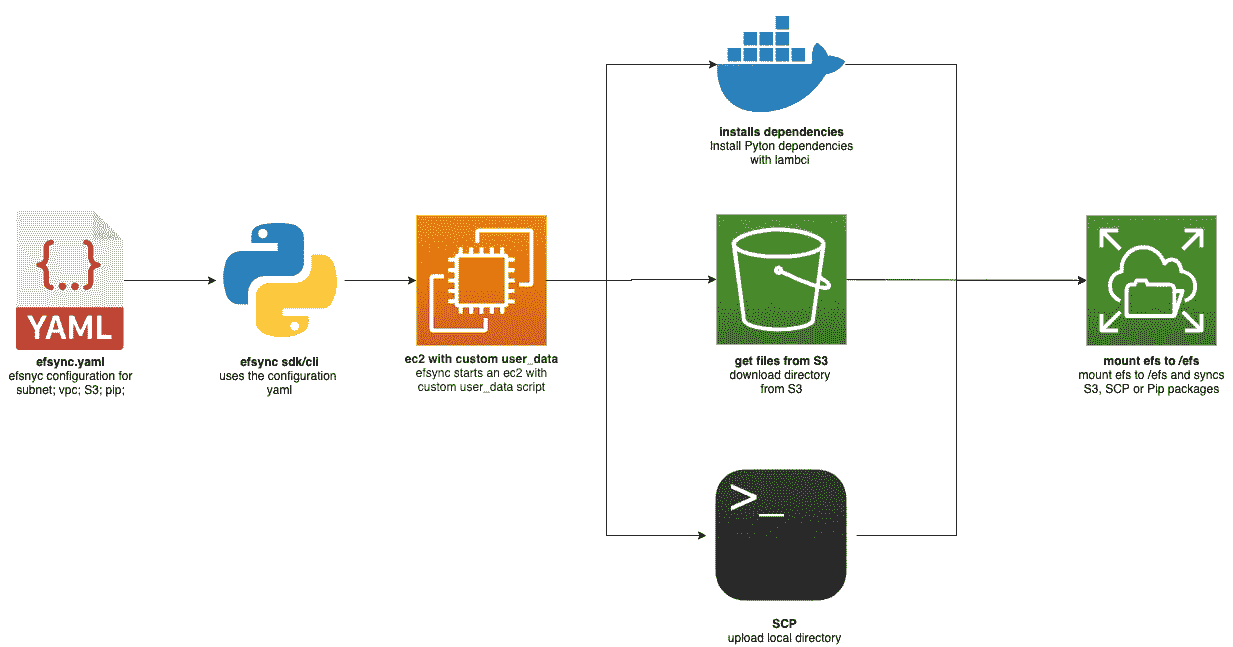 {...}
YAML
efsync.yaml
efsnyc configuration for
subnet; vpc; S3; pip;
efsync sdk/cli
uses the configuration
yaml
ec2 with custom user_data
efsync starts an ec2 with
custom user_data script
installs dependencies
Install Pyton dependencies
with lambci
get files from S3
download directory
from S3
>_
SCP
upload local directory
mount efs to /efs
mount efs to /efs and syncs
S3, SCP or Pip packages